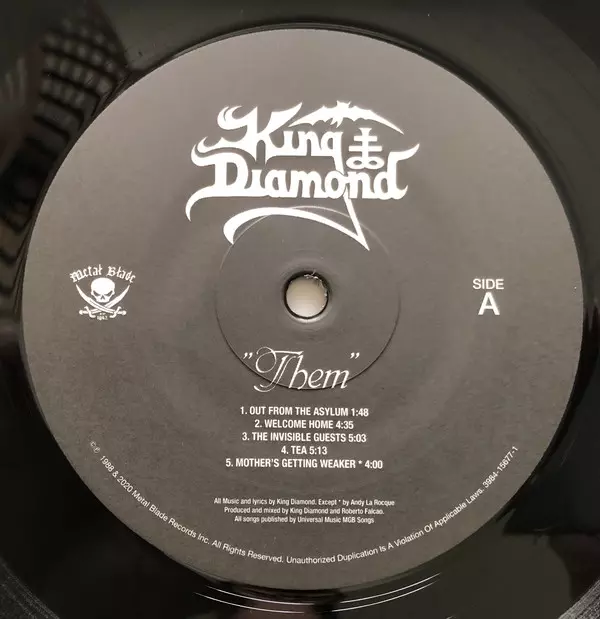 King
Diamond
Metal Blade
1982
SIDE
A
"Them"
1. OUT FROM THE ASYLUM 1:48
2. WELCOME HOME 4:35
3. THE INVISIBLE GUESTS 5:03
4. TEA 5:13
5. MOTHER'S GETTING WEAKER * 4:00
All Music and lyrics by King Diamond. Except * by Andy La Rocque
Produced and mixed by King Diamond and Roberto Falcao.
All songs published by Universal Music MGB Songs
©℗ 1988 & 2020 Metal Blade Records Inc. All Rights Reserved. Unauthorized Duplication Is A Violation Of Applicable Laws. 3984-15677-1